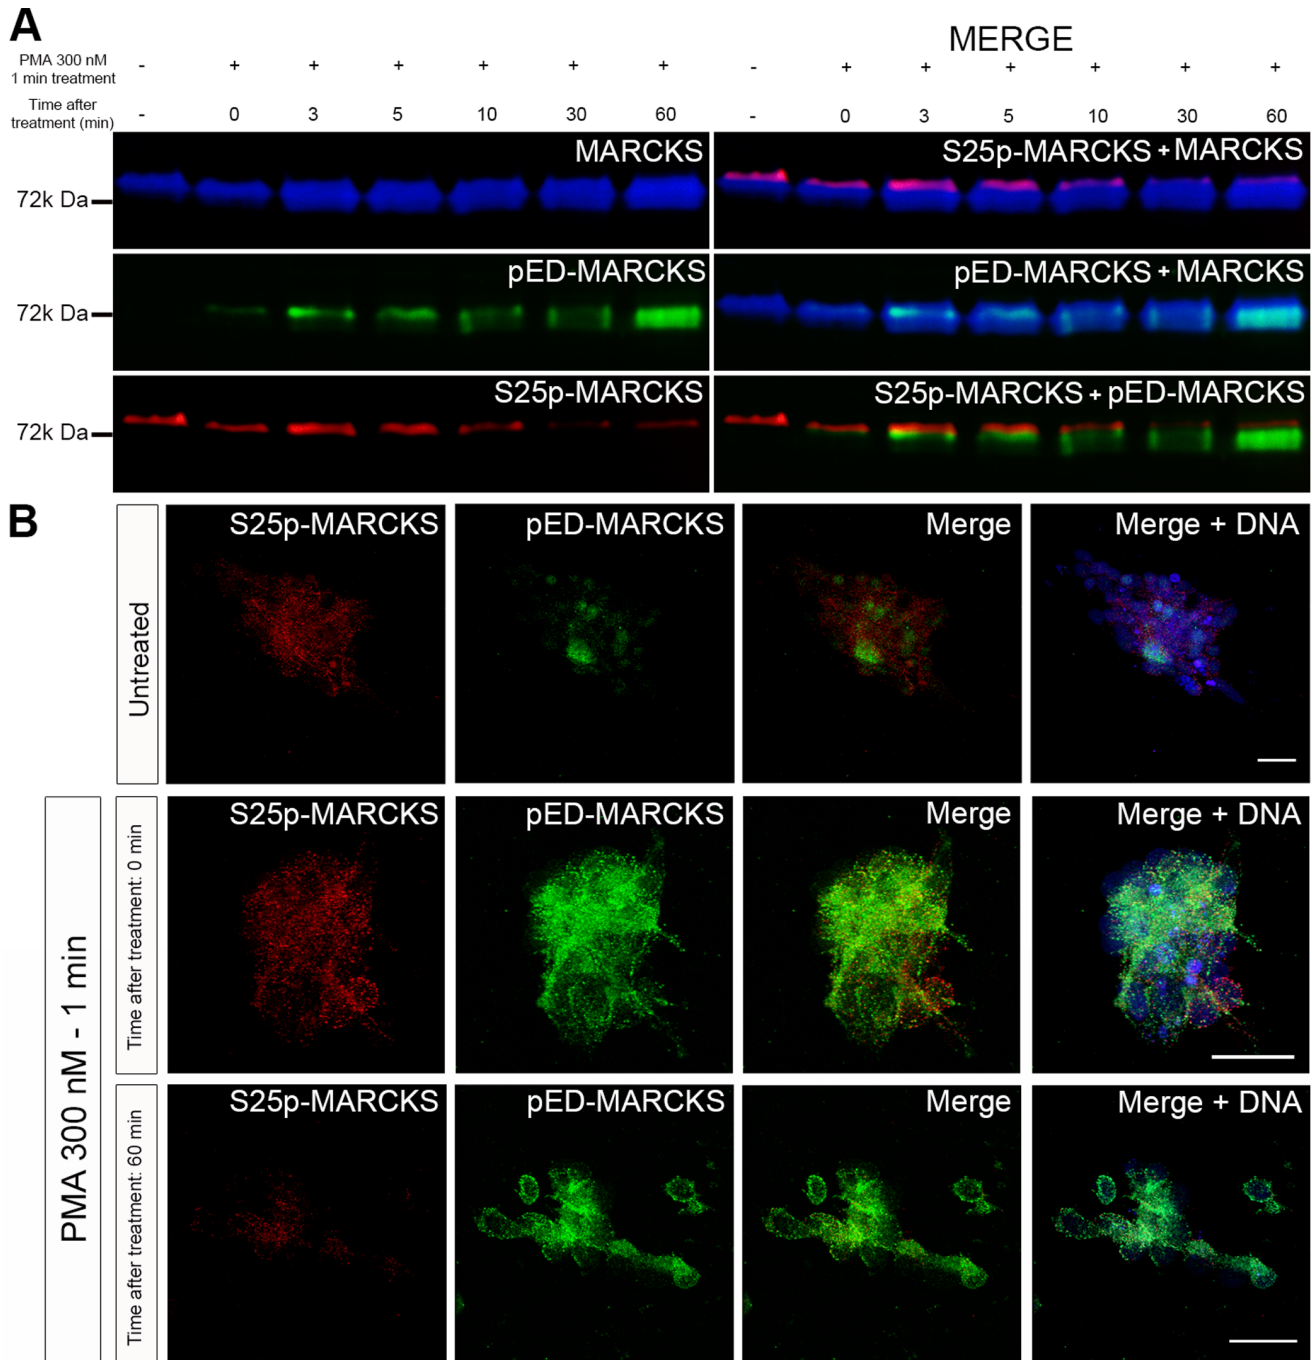 A
MERGE
PMA 300 nM
1 min treatment
- + + + + + + - + + + + + +
Time after
treatment (min)
- 0 3 5 10 30 60 - 0 3 5 10 30 60
MARCKS
S25p-MARCKS + MARCKS
72k Da
pED-MARCKS
pED-MARCKS + MARCKS
72k Da
S25p-MARCKS
S25p-MARCKS + pED-MARCKS
72k Da
B
Untreated
S25p-MARCKS
pED-MARCKS
Merge
Merge + DNA
PMA 300 nM - 1 min
Time after treatment: 0 min
S25p-MARCKS
pED-MARCKS
Merge
Merge + DNA
Time after treatment: 60 min
S25p-MARCKS
pED-MARCKS
Merge
Merge + DNA